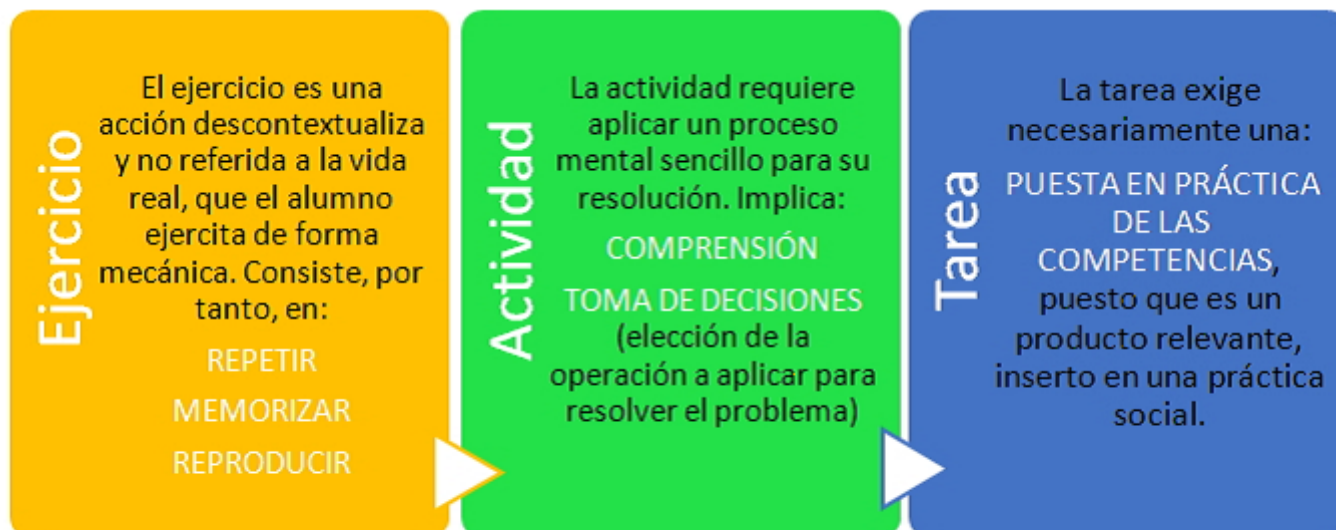 Ejercicio
El ejercicio es una
acción descontextualiza
y no referida a la vida
real, que el alumno
ejercita de forma
mecánica. Consiste, por
tanto, en:
REPETIR
MEMORIZAR
REPRODUCIR
Actividad
La actividad requiere
aplicar un proceso
mental sencillo para su
resolución. Implica:
COMPRENSIÓN
TOMA DE DECISIONES
(elección de la
operación a aplicar para
resolver el problema)
Tarea
La tarea exige
necesariamente una:
PUESTA EN PRÁCTICA
DE LAS
COMPETENCIAS,
puesto que es un
producto relevante,
inserto en una práctica
social.